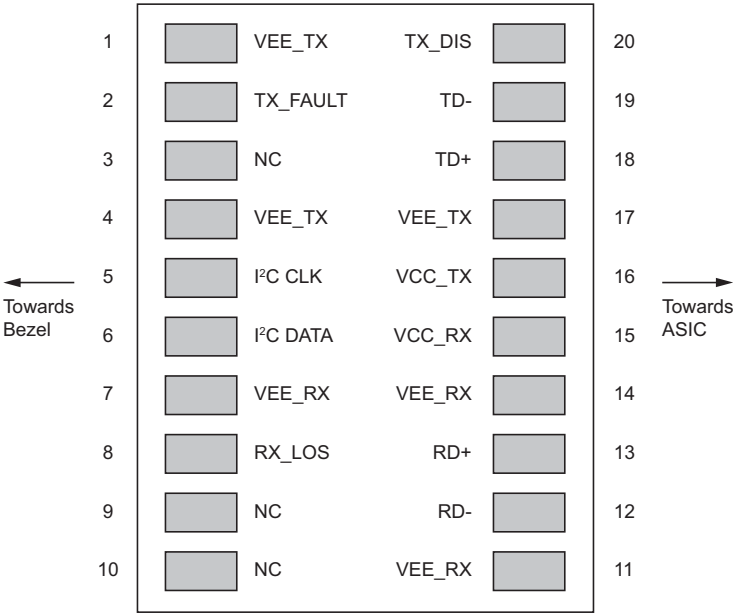 1 VEE_TX TX_DIS 20
2 TX_FAULT TD- 19
3 NC TD+ 18
4 VEE_TX VEE_TX 17
5 I²C CLK VCC_TX 16
Towards Bezel
Towards ASIC
6 I²C DATA VCC_RX 15
7 VEE_RX VEE_RX 14
8 RX_LOS RD+ 13
9 NC RD- 12
10 NC VEE_RX 11